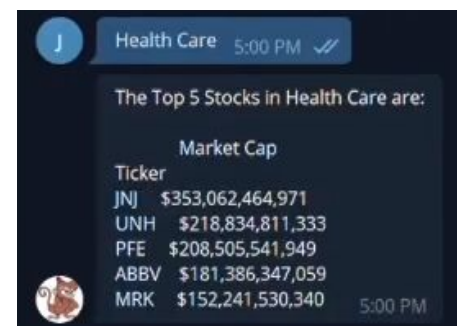 J
Health Care 5:00 PM
The Top 5 Stocks in Health Care are:
Market Cap
Ticker
JNJ $353,062,464,971
UNH $218,834,811,333
PFE $208,505,541,949
ABBV $181,386,347,059
MRK $152,241,530,340 5:00 PM